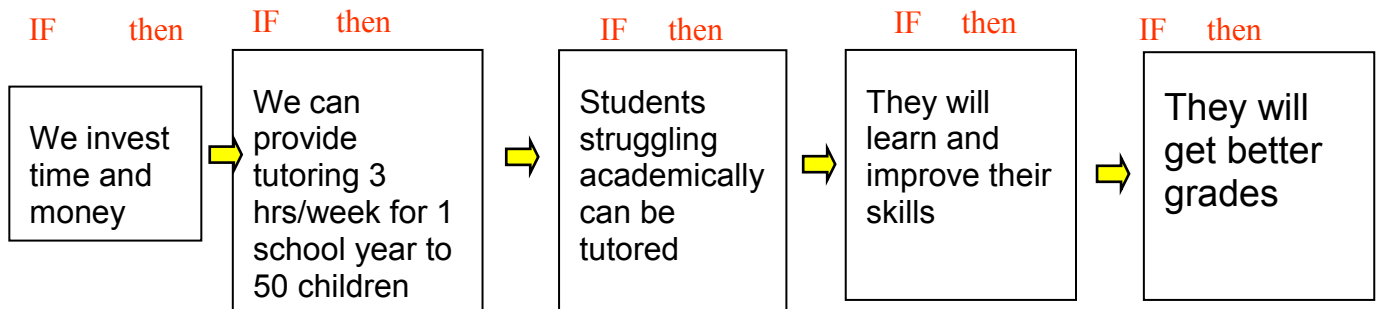 IF then IF then IF then IF then IF then
We invest
time and
money
We can
provide
tutoring 3
hrs/week for 1
school year to
50 children
Students
struggling
academically
can be
tutored
They will
learn and
improve their
skills
They will
get better
grades